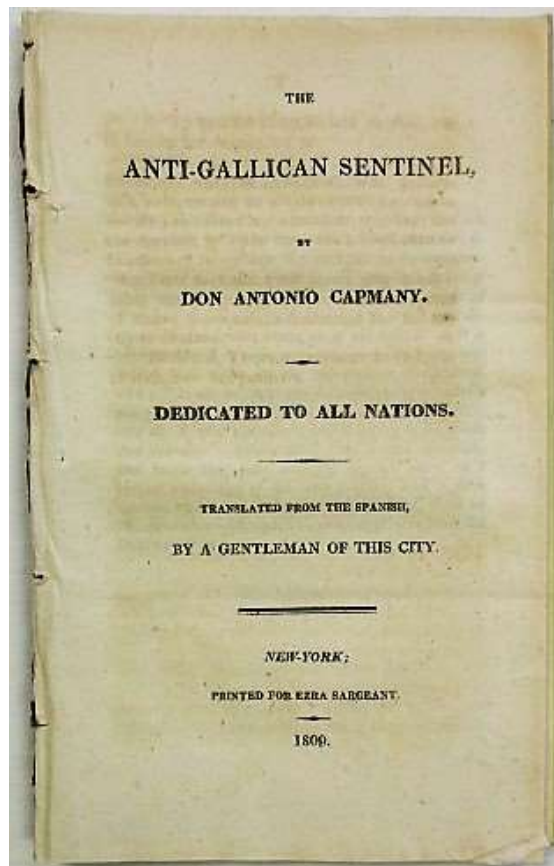 THE
ANTI-GALLICAN SENTINEL,
BY
DON ANTONIO CAPMANY.
DEDICATED TO ALL NATIONS.
TRANSLATED FROM THE SPANISH,
BY A GENTLEMAN OF THIS CITY.
NEW-YORK;
PRINTED FOR EZRA SARGEANT.
1809.